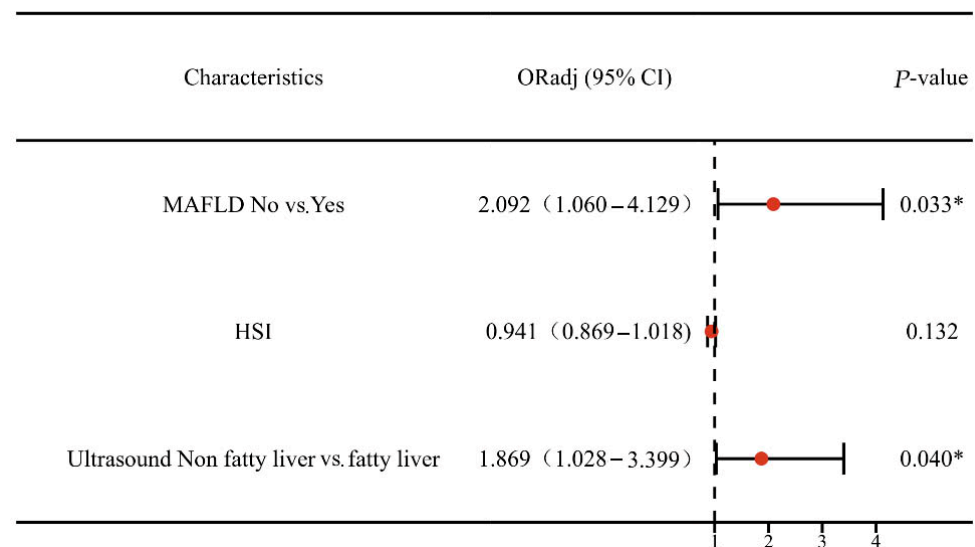 Characteristics ORadj (95% CI) P-value
MAFLD No vs.Yes 2.092（1.060–4.129） 0.033*
HSI 0.941（0.869–1.018) 0.132
Ultrasound Non fatty liver vs. fatty liver 1.869（1.028–3.399） 0.040*
1 2 3 4